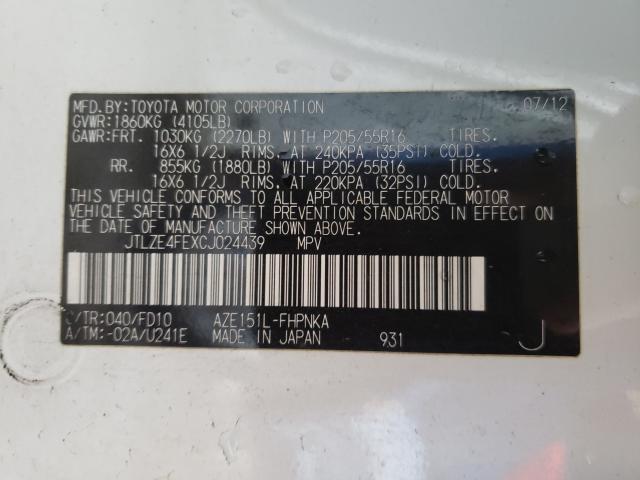 MFD.BY:TOYOTA MOTOR CORPORATION 07/12
GVWR:1860KG (4105LB)
GAWR:FRT. 1030KG (2270LB) WITH P205/55R16 TIRES.
16X6 1/2J RIMS. AT 240KPA (35PSI) COLD.
RR. 855KG (1880LB) WITH P205/55R16 TIRES.
16X6 1/2J RIMS. AT 220KPA (32PSI) COLD.
THIS VEHICLE CONFORMS TO ALL APPLICABLE FEDERAL MOTOR
VEHICLE SAFETY AND THEFT PREVENTION STANDARDS IN EFFECT ON
THE DATE OF MANUFACTURE SHOWN ABOVE.
JTLZE4FEXCJ024439 MPV
C/TR:040/FD10 AZE151L-FHPNKA
A/TM:-02A/U241E MADE IN JAPAN 931 J